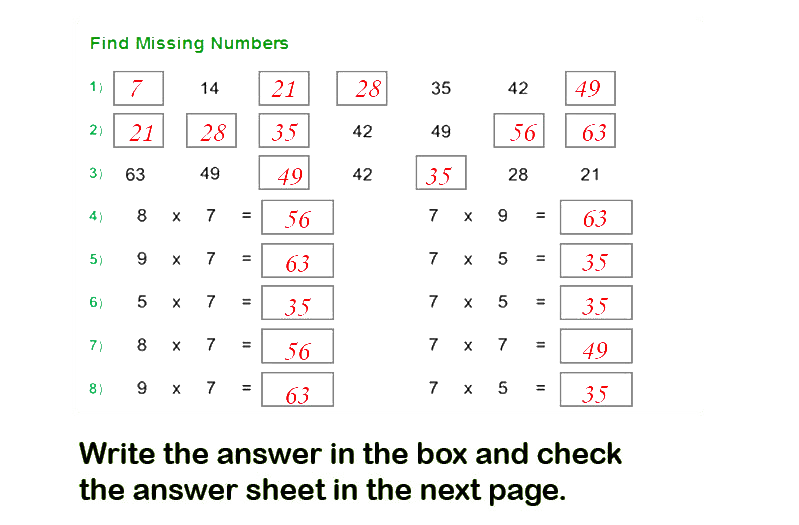 Find Missing Numbers
1) 7 14 21 28 35 42 49
2) 21 28 35 42 49 56 63
3) 63 49 49 42 35 28 21
4) 8 x 7 = 56 7 x 9 = 63
5) 9 x 7 = 63 7 x 5 = 35
6) 5 x 7 = 35 7 x 5 = 35
7) 8 x 7 = 56 7 x 7 = 49
8) 9 x 7 = 63 7 x 5 = 35
Write the answer in the box and check
the answer sheet in the next page.